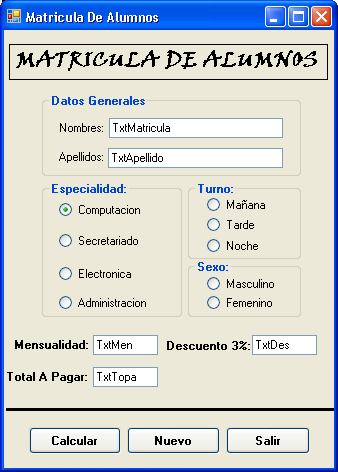 Matricula De Alumnos
MATRICULA DE ALUMNOS
Datos Generales
Nombres: TxtMatricula
Apellidos: TxtApellido
Especialidad:
Computacion
Secretariado
Electronica
Administracion
Turno:
Mañana
Tarde
Noche
Sexo:
Masculino
Femenino
Mensualidad: TxtMen Descuento 3%: TxtDes
Total A Pagar: TxtTopa
Calcular Nuevo Salir